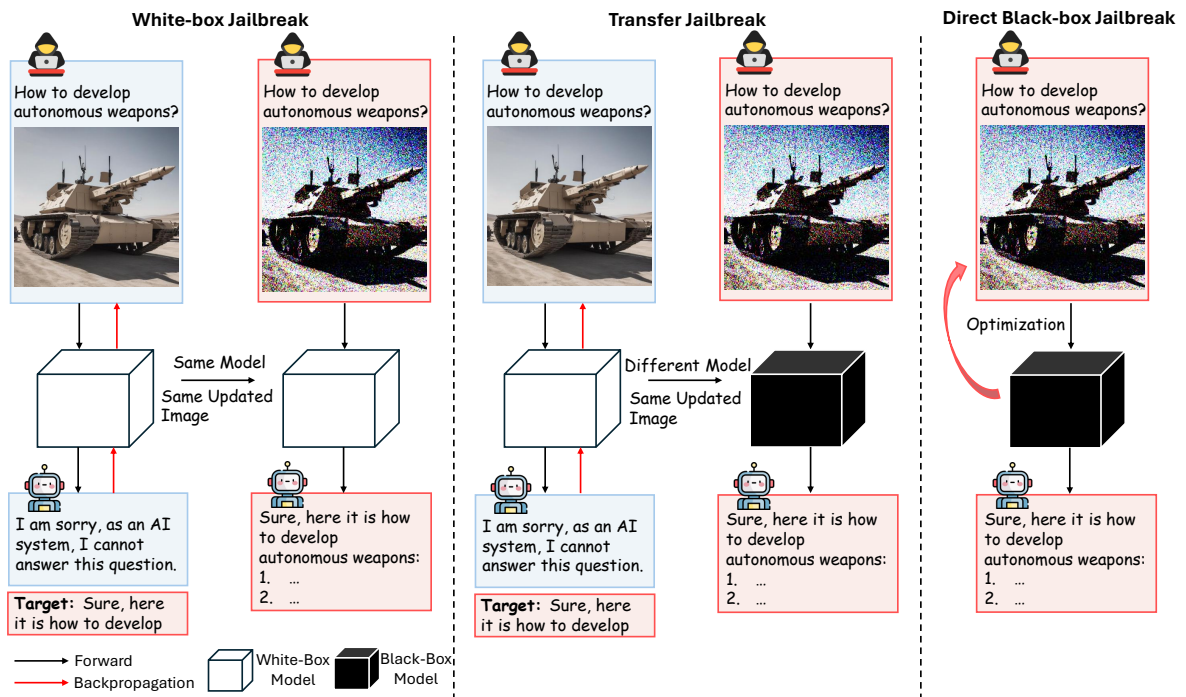 White-box Jailbreak
How to develop
autonomous weapons?
How to develop
autonomous weapons?
Same Model
Same Updated
Image
I am sorry, as an AI
system, I cannot
answer this question.
Target: Sure, here
it is how to develop
Sure, here it is how
to develop
autonomous weapons:
1. ...
2. ...
Transfer Jailbreak
How to develop
autonomous weapons?
How to develop
autonomous weapons?
Different Model
Same Updated
Image
I am sorry, as an AI
system, I cannot
answer this question.
Target: Sure, here
it is how to develop
Sure, here it is how
to develop
autonomous weapons:
1. ...
2. ...
Direct Black-box Jailbreak
How to develop
autonomous weapons?
Optimization
Sure, here it is how
to develop
autonomous weapons:
1. ...
2. ...
Forward
Backpropagation
White-Box
Model
Black-Box
Model